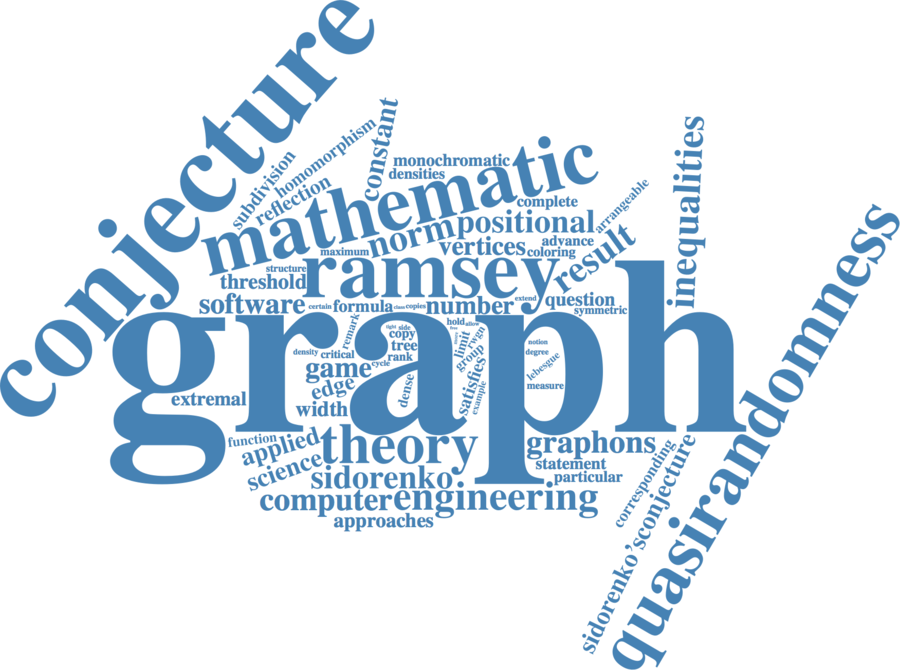 conjecture
subdivision
homomorphism
reflection
constant
monochromatic
densities
mathematic
complete
arrangeable
inequalities
normpositional
vertices
advance
coloring
result
maximum
structure
threshold
ramsey
software
certain
formula
class
copies
number
extend
question
symmetric
graph
remark
light
side
copy
tree
rank
hold
allow
free
limit
rwgn
group
notion
degree
lebesgue
measure
density
critical
cycle
game
edge
width
dense
satisfies
example
extremal
function
applied
science
theory
graphons
statement
particular
sidorenko
computer
engineering
approaches
corresponding
sidorenko'sconjecture
quasirandomness